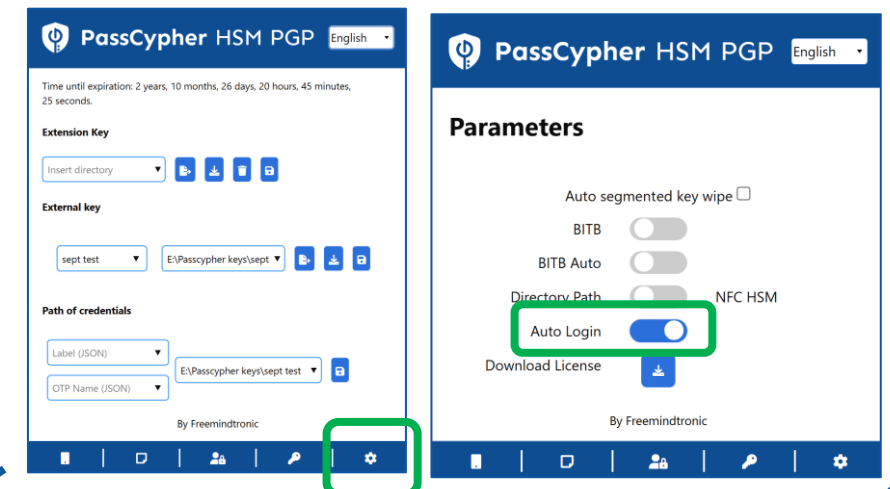 PassCypher HSM PGP
English
Time until expiration: 2 years, 10 months, 26 days, 20 hours, 45 minutes,
25 seconds.
Extension Key
Insert directory
External key
sept test
E:\Passcypher keys\sept
Path of credentials
Label (JSON)
E:\Passcypher keys\sept test
OTP Name (JSON)
By Freemindtronic
PassCypher HSM PGP
English
Parameters
Auto segmented key wipe
BITB
BITB Auto
Directory Path NFC HSM
Auto Login
Download License
By Freemindtronic